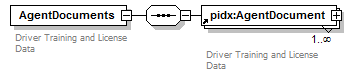 AgentDocuments
pidx:AgentDocument
1..∞
Driver Training and License
Data
Driver Training and License
Data